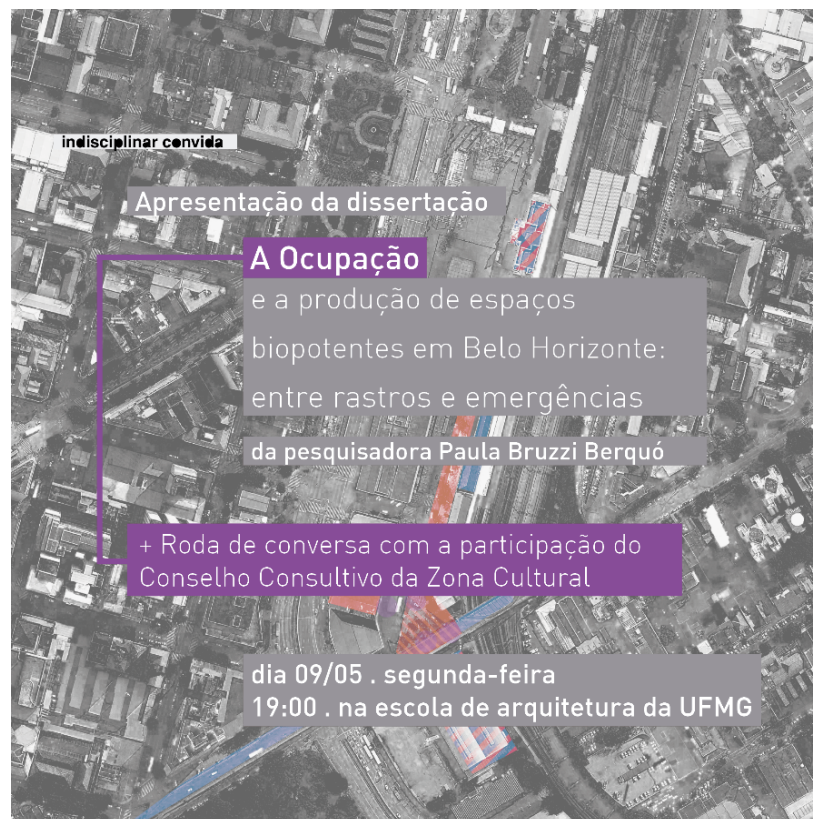 indisciplinar convida
Apresentação da dissertação
A Ocupação
e a produção de espaços
biopotentes em Belo Horizonte:
entre rastros e emergências
da pesquisadora Paula Bruzzi Berquó
+ Roda de conversa com a participação do
Conselho Consultivo da Zona Cultural
dia 09/05 . segunda-feira
19:00 . na escola de arquitetura da UFMG